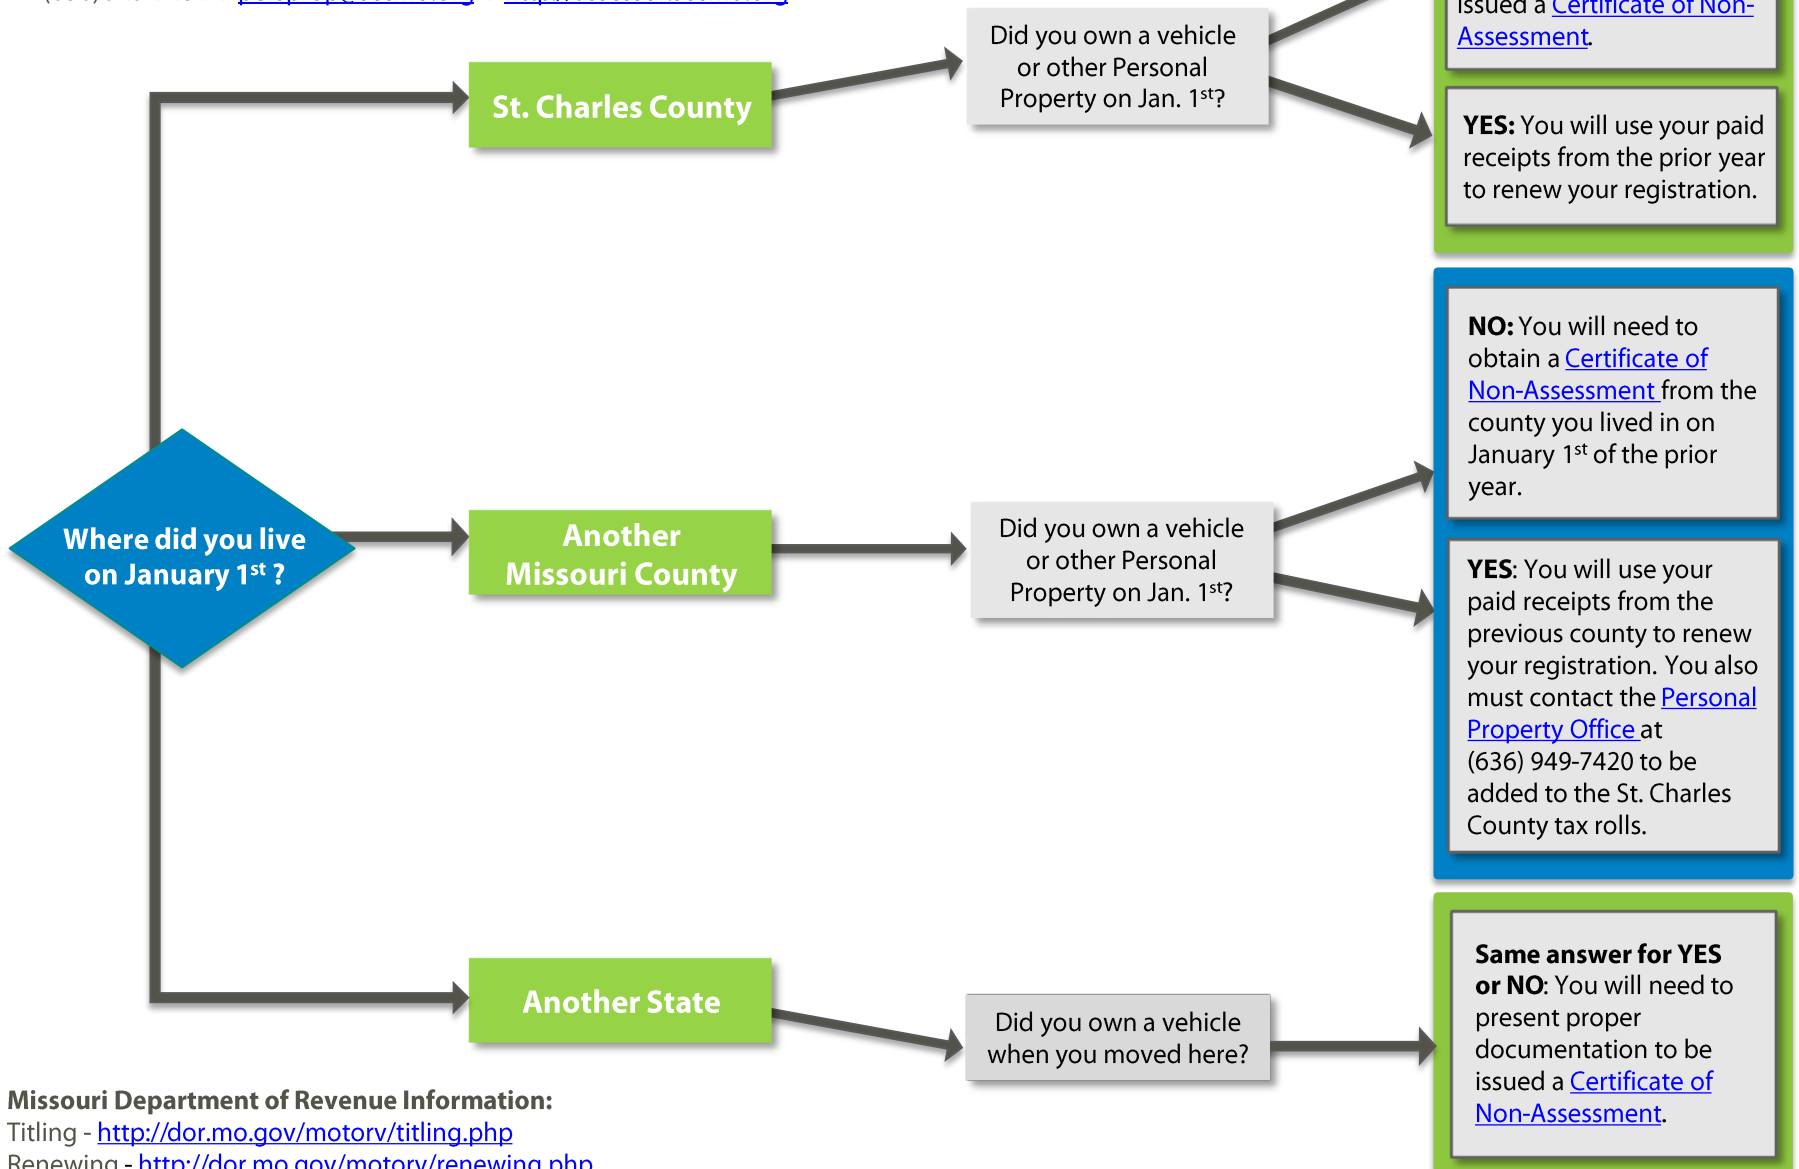 issued a Certificate of Non-
Assessment.
Did you own a vehicle
or other Personal
Property on Jan. 1st?
St. Charles County
YES: You will use your paid
receipts from the prior year
to renew your registration.
NO: You will need to
obtain a Certificate of
Non-Assessment from the
county you lived in on
January 1st of the prior
year.
Where did you live
on January 1st ?
Another
Missouri County
Did you own a vehicle
or other Personal
Property on Jan. 1st?
YES: You will use your
paid receipts from the
previous county to renew
your registration. You also
must contact the Personal
Property Office at
(636) 949-7420 to be
added to the St. Charles
County tax rolls.
Another State
Did you own a vehicle
when you moved here?
Same answer for YES
or NO: You will need to
present proper
documentation to be
issued a Certificate of
Non-Assessment.
Missouri Department of Revenue Information:
Titling - http://dor.mo.gov/motorv/titling.php
Renewing - http://dor.mo.gov/motorv/renewing.php